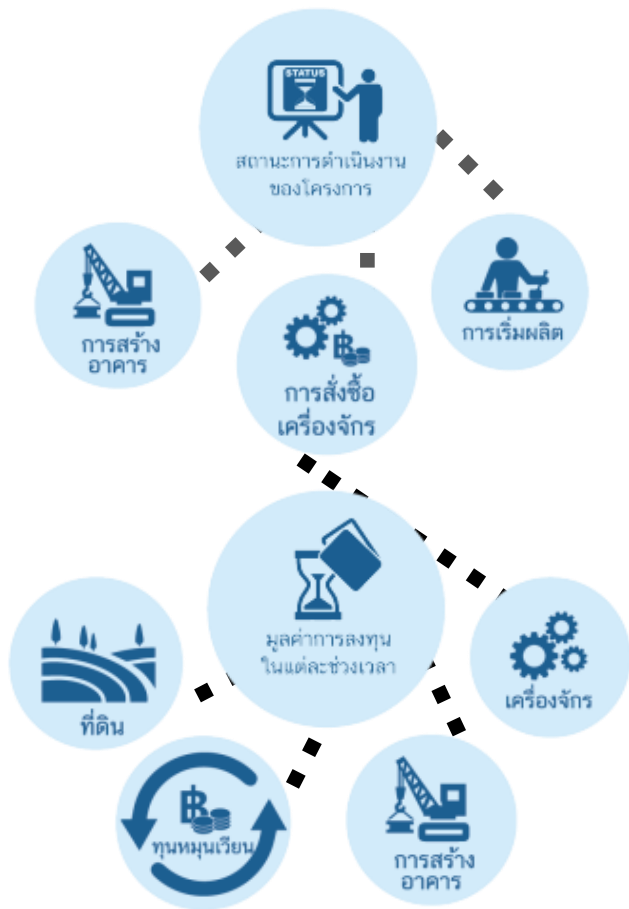 STATUS
สถานะการดำเนินงาน
ของโครงการ
การสร้าง
อาคาร
การสั่งซื้อ
เครื่องจักร
การเริ่มผลิต
มูลค่าการลงทุน
ในแต่ละช่วงเวลา
ที่ดิน
ทุนหมุนเวียน
การสร้าง
อาคาร
เครื่องจักร